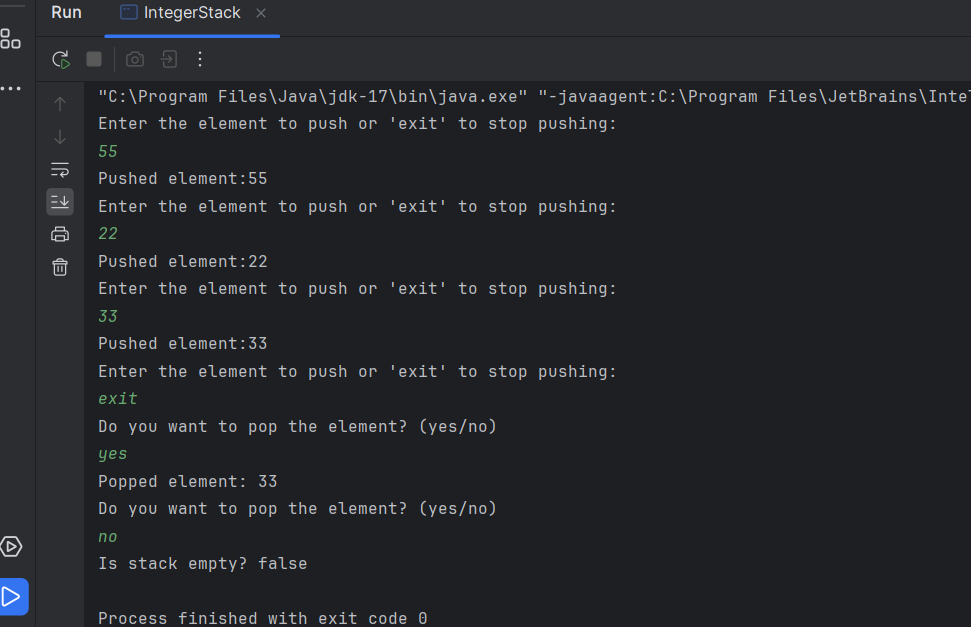 Run IntegerStack
"C:\Program Files\Java\jdk-17\bin\java.exe" "-javaagent:C:\Program Files\JetBrains\Inte
Enter the element to push or 'exit' to stop pushing:
55
Pushed element:55
Enter the element to push or 'exit' to stop pushing:
22
Pushed element:22
Enter the element to push or 'exit' to stop pushing:
33
Pushed element:33
Enter the element to push or 'exit' to stop pushing:
exit
Do you want to pop the element? (yes/no)
yes
Popped element: 33
Do you want to pop the element? (yes/no)
no
Is stack empty? false
Process finished with exit code 0